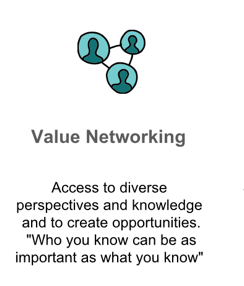 Value Networking
Access to diverse
perspectives and knowledge
and to create opportunities.
"Who you know can be as
important as what you know"